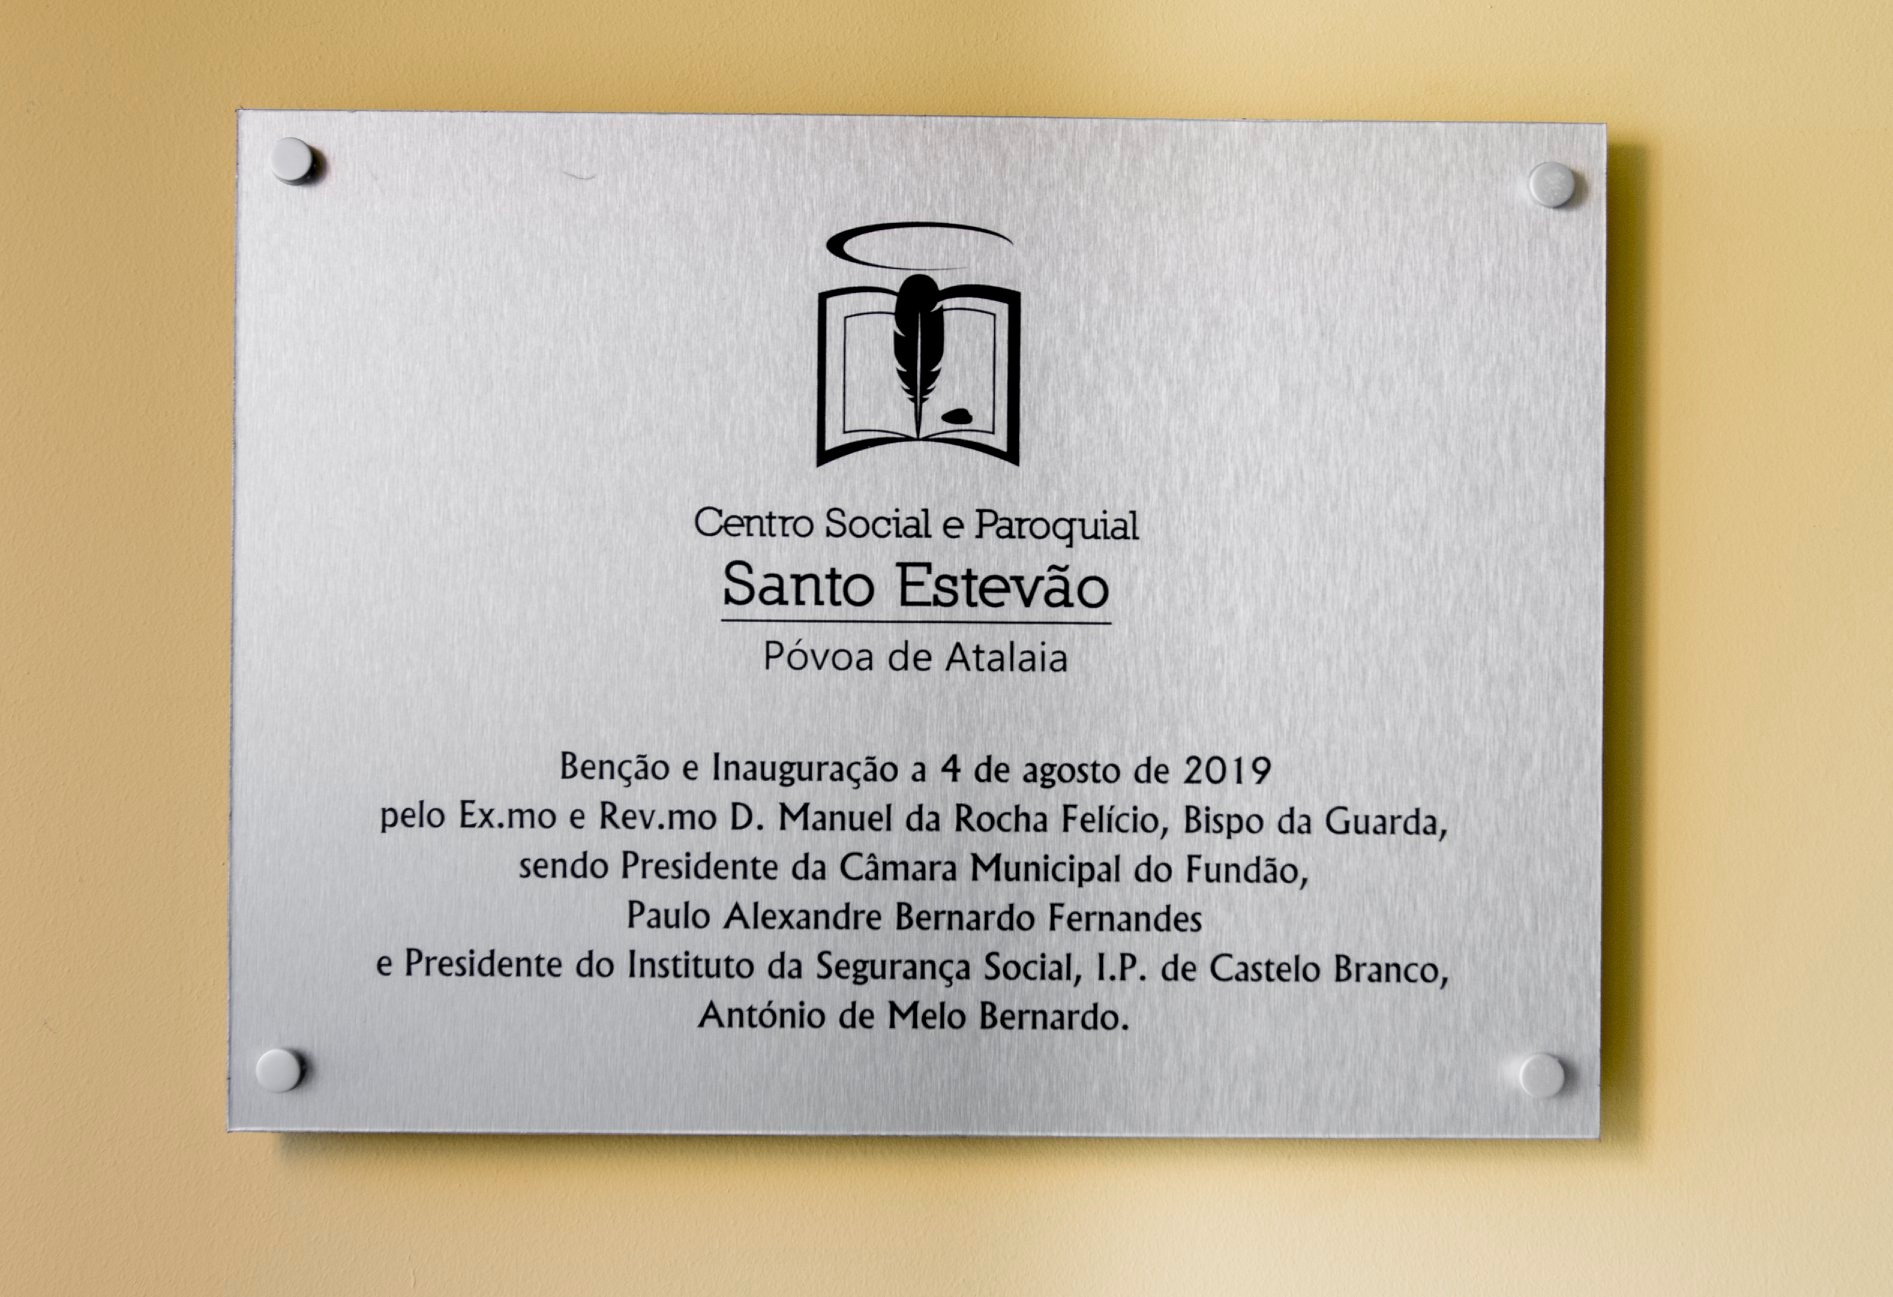 Centro Social e Paroquial
Santo Estevão
Póvoa de Atalaia
Benção e Inauguração a 4 de agosto de 2019
pelo Ex.mo e Rev.mo D. Manuel da Rocha Felício, Bispo da Guarda,
sendo Presidente da Câmara Municipal do Fundão,
Paulo Alexandre Bernardo Fernandes
e Presidente do Instituto da Segurança Social, I.P. de Castelo Branco,
António de Melo Bernardo.